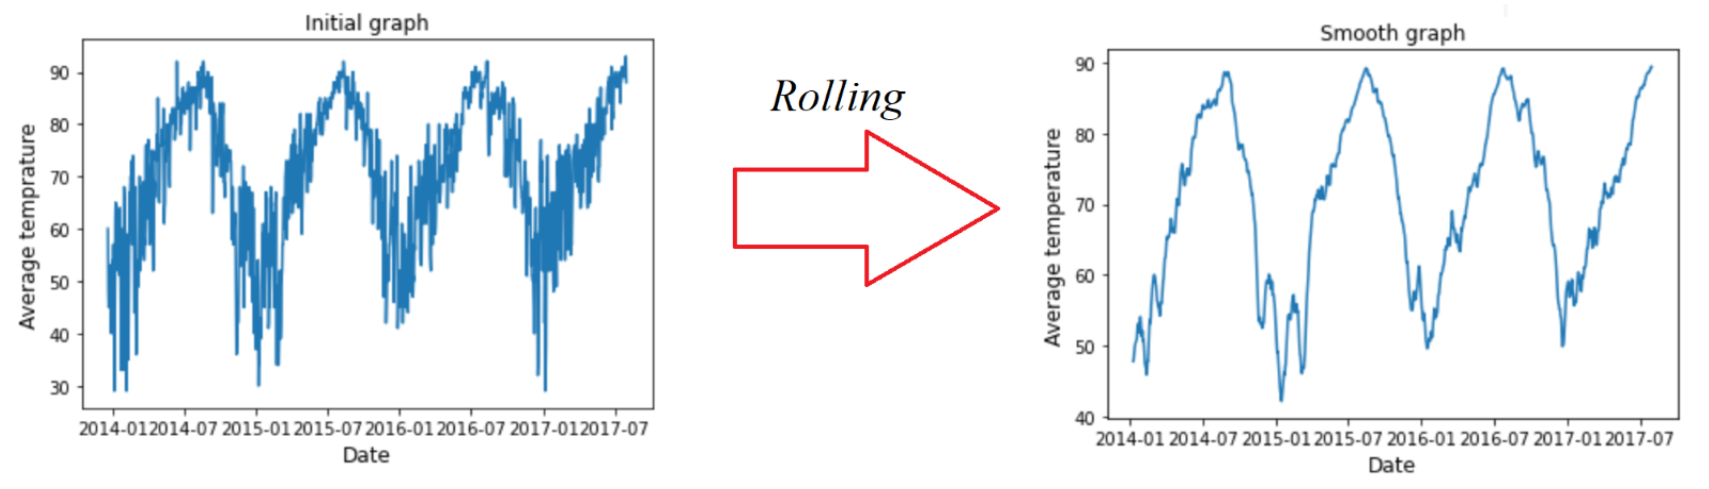 Initial graph
Average temprature
90
80
70
60
50
40
30
2014-01 2014-07 2015-01 2015-07 2016-01 2016-07 2017-01 2017-07
Date
Rolling
Smooth graph
Average temperature
90
80
70
60
50
40
2014-01 2014-07 2015-01 2015-07 2016-01 2016-07 2017-01 2017-07
Date